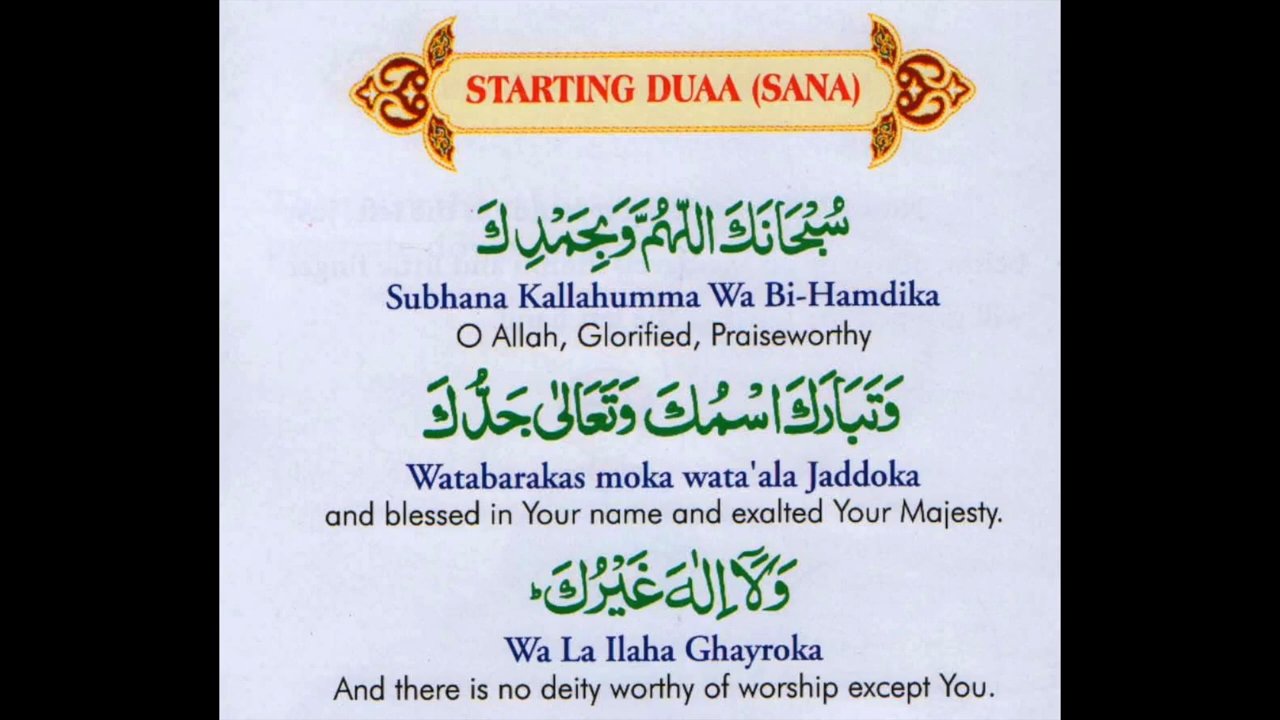 STARTING DUAA (SANA)
سُبْحَانَكَ اللّٰهُمَّ وَبِحَمْدِكَ
Subhana Kallahumma Wa Bi-Hamdika
O Allah, Glorified, Praiseworthy
وَتَبَارَكَ اسْمُكَ وَتَعَالٰى جَدُّكَ
Watabarakas moka wata'ala Jaddoka
and blessed in Your name and exalted Your Majesty.
وَلَآ اِلٰهَ غَيْرُكَ ؕ
Wa La Ilaha Ghayroka
And there is no deity worthy of worship except You.